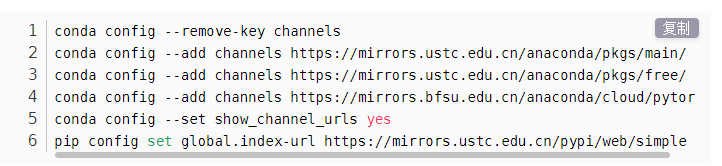 复制
1 conda config --remove-key channels
2 conda config --add channels https://mirrors.ustc.edu.cn/anaconda/pkgs/main/
3 conda config --add channels https://mirrors.ustc.edu.cn/anaconda/pkgs/free/
4 conda config --add channels https://mirrors.bfsu.edu.cn/anaconda/cloud/pytor
5 conda config --set show_channel_urls yes
6 pip config set global.index-url https://mirrors.ustc.edu.cn/pypi/web/simple